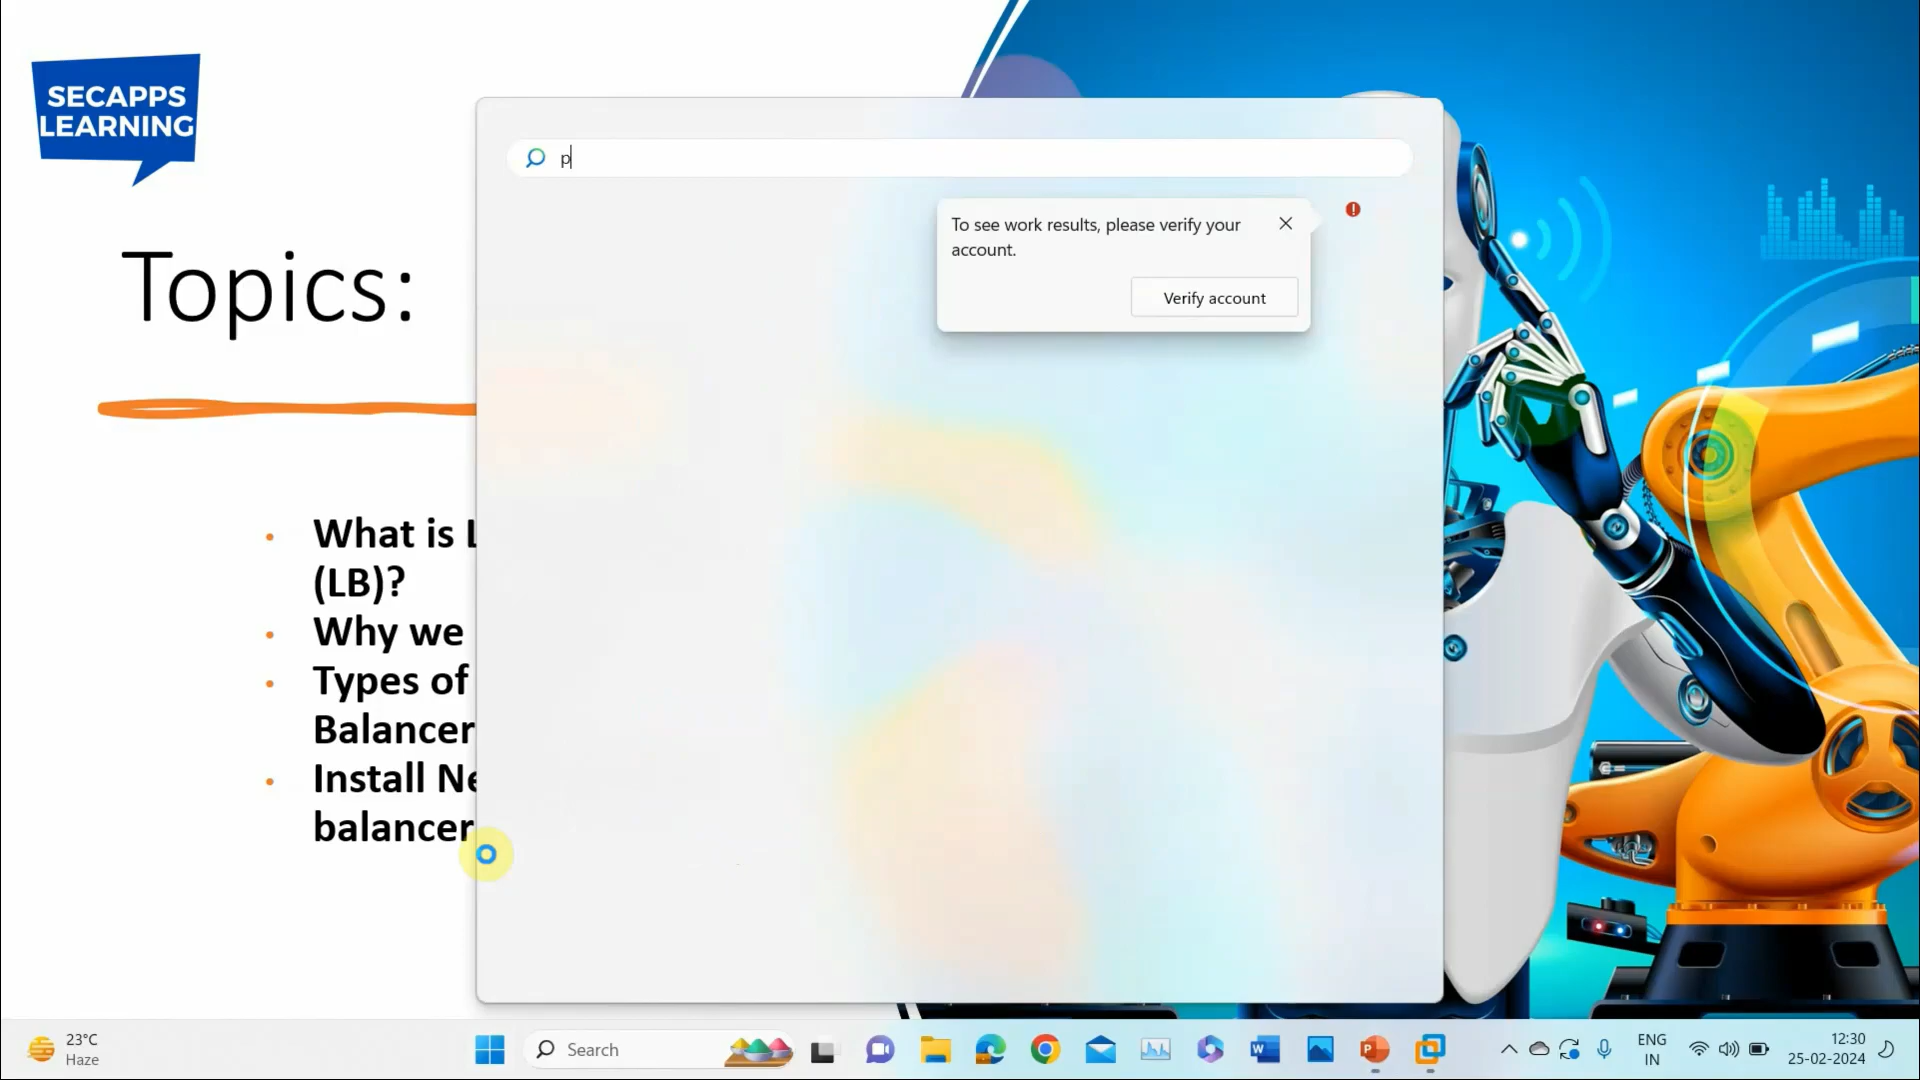 SECAPPS
LEARNING
p
To see work results, please verify your
account.
Verify account
Topics:
What is
(LB)?
Why we
Types of
Balancer
Install Ne
balancer
23°C
Haze
Search
ENG
IN
12:30
25-02-2024